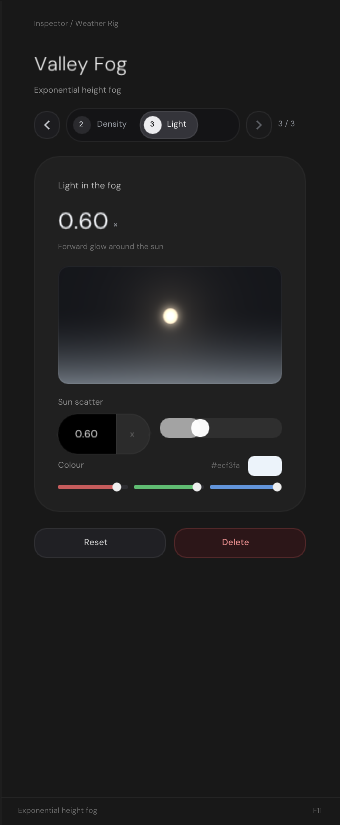 Inspector / Weather Rig
Valley Fog
Exponential height fog
2 Density 3 Light 3 / 3
Light in the fog
0.60 x
Forward glow around the sun
Sun scatter
0.60 x
Colour #ecf3fa
Reset Delete
Exponential height fog